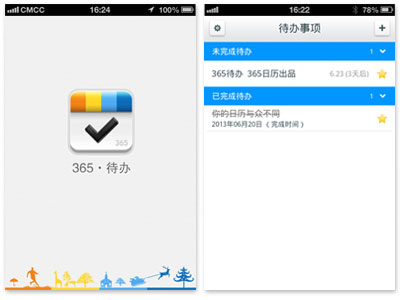 CMCC 16:24 100%
365
365·待办
16:22 78%
待办事项
未完成待办 1
365待办 365日历出品 6.23 (3天后)
已完成待办 1
你的日历与众不同
2013年06月20日（完成时间）